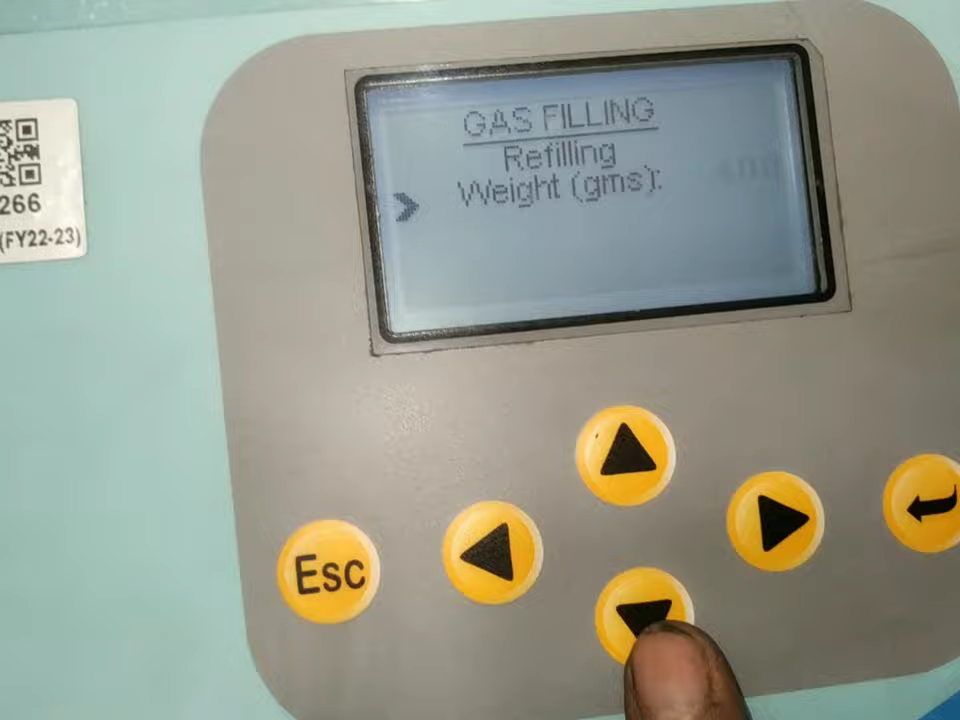 GAS FILLING
Refilling
Weight (gms):
266
(FY22-23)
Esc